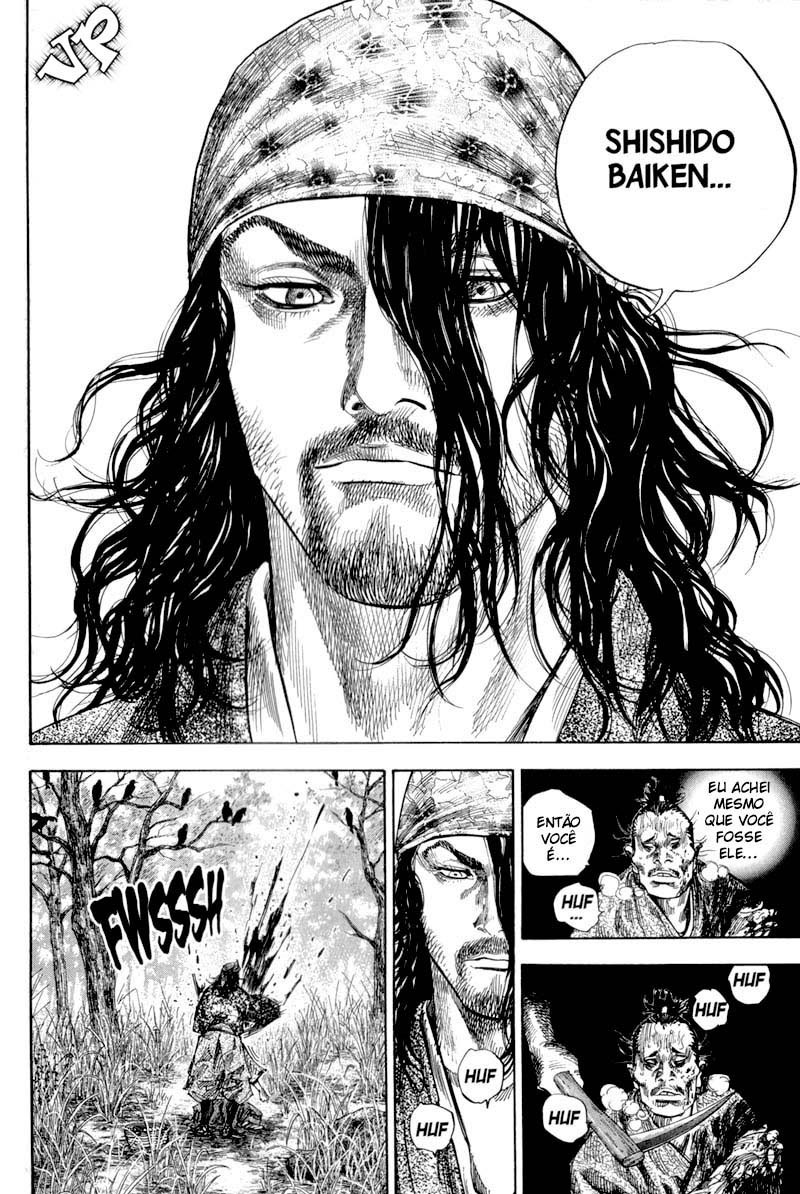 VP
SHISHIDO
BAIKEN...
EU ACHEI
MESMO
QUE VOCÊ
FOSSE
ELE...
ENTÃO
VOCÊ
É...
HUF
...
HUF
HUF
HUF
HUF
HUF
HUF
FWSSSH